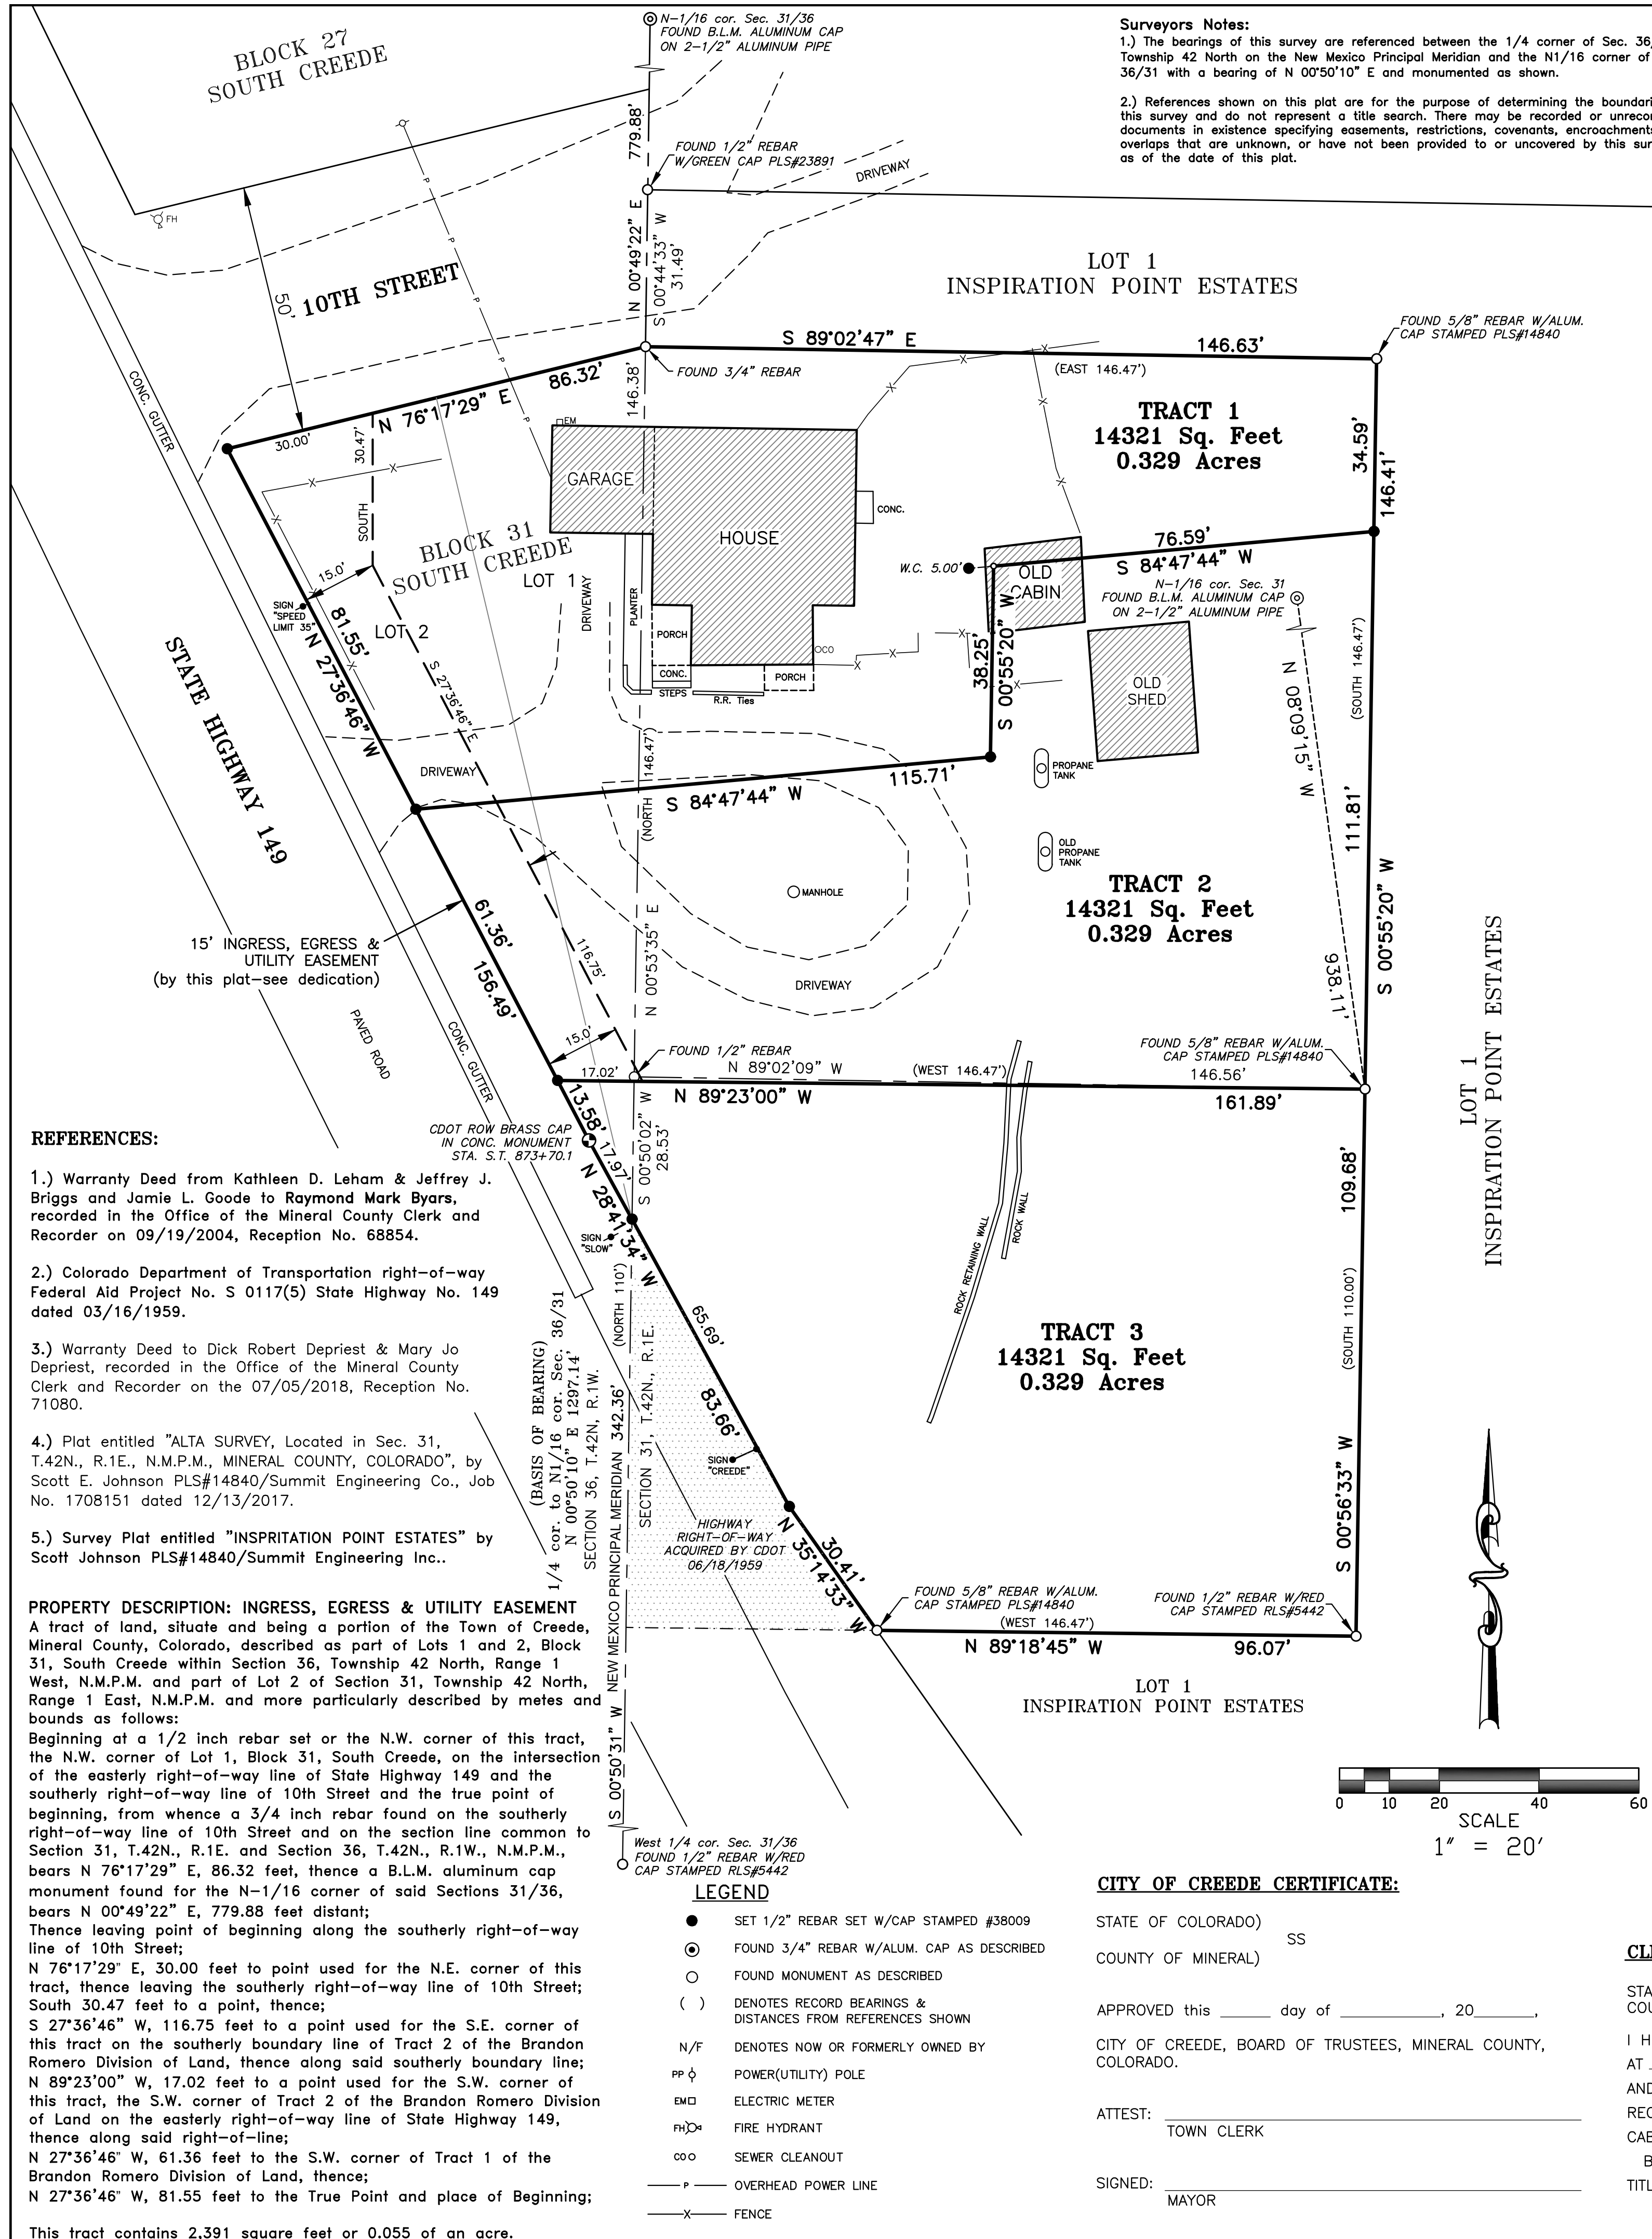 BLOCK 27
SOUTH CREEDE
N-1/16 cor. Sec. 31/36
FOUND B.L.M. ALUMINUM CAP
ON 2-1/2" ALUMINUM PIPE
Surveyors Notes:
1.) The bearings of this survey are referenced between the 1/4 corner of Sec. 36,
Township 42 North on the New Mexico Principal Meridian and the N1/16 corner of
36/31 with a bearing of N 00°50'10" E and monumented as shown.
2.) References shown on this plat are for the purpose of determining the
this survey and do not represent a title search. There may be recorded or
documents in existence specifying easements, restrictions, covenants,
overlaps that are unknown, or have not been provided to or uncovered by this
as of the date of this plat.
779.88'
FOUND 1/2" REBAR
W/GREEN CAP PLS#23891
DRIVEWAY
FH
P
P
P
P
N 00°49'22" E
S 00°44'33" W
31.49'
50'
10TH STREET
LOT 1
INSPIRATION POINT ESTATES
FOUND 5/8" REBAR W/ALUM.
CAP STAMPED PLS#14840
S 89°02'47" E
146.63'
(EAST 146.47')
FOUND 3/4" REBAR
86.32'
N 76°17'29" E
30.00'
30.47'
SOUTH
146.38'
CONC. GUTTER
EM
GARAGE
HOUSE
CONC.
TRACT 1
14321 Sq. Feet
0.329 Acres
34.59'
146.41'
BLOCK 31
SOUTH CREEDE
LOT 1
LOT 2
15.0'
SIGN
"SPEED
LIMIT 35"
81.55'
N 27°36'46" W
S 27°36'46" E
DRIVEWAY
PLANTER
PORCH
CONC.
STEPS
R.R. Ties
PORCH
CO
W.C. 5.00'
OLD
CABIN
76.59'
S 84°47'44" W
N-1/16 cor. Sec. 31
FOUND B.L.M. ALUMINUM CAP
ON 2-1/2" ALUMINUM PIPE
38.25'
S 00°55'20" W
OLD
SHED
N 08°09'15" W
(SOUTH 146.47')
STATE HIGHWAY 149
DRIVEWAY
(NORTH 146.47')
S 84°47'44" W
115.71'
PROPANE
TANK
OLD
PROPANE
TANK
111.81'
MANHOLE
TRACT 2
14321 Sq. Feet
0.329 Acres
S 00°55'20" W
61.36'
156.49'
116.75'
N 00°53'35" E
15' INGRESS, EGRESS &
UTILITY EASEMENT
(by this plat-see dedication)
DRIVEWAY
938.11'
LOT 1
INSPIRATION POINT ESTATES
PAVED ROAD
CONC. GUTTER
15.0'
17.02'
FOUND 1/2" REBAR
N 89°02'09" W
(WEST 146.47')
146.56'
FOUND 5/8" REBAR W/ALUM.
CAP STAMPED PLS#14840
N 89°23'00" W
161.89'
13.58'
17.97'
CDOT ROW BRASS CAP
IN CONC. MONUMENT
STA. S.T. 873+70.1
S 00°50'02" W
28.53'
N 28°41'34" W
SIGN
"SLOW"
REFERENCES:
1.) Warranty Deed from Kathleen D. Leham & Jeffrey J.
Briggs and Jamie L. Goode to Raymond Mark Byars,
recorded in the Office of the Mineral County Clerk and
Recorder on 09/19/2004, Reception No. 68854.
2.) Colorado Department of Transportation right-of-way
Federal Aid Project No. S 0117(5) State Highway No. 149
dated 03/16/1959.
3.) Warranty Deed to Dick Robert Depriest & Mary Jo
Depriest, recorded in the Office of the Mineral County
Clerk and Recorder on the 07/05/2018, Reception No.
71080.
4.) Plat entitled "ALTA SURVEY, Located in Sec. 31,
T.42N., R.1E., N.M.P.M., MINERAL COUNTY, COLORADO", by
Scott E. Johnson PLS#14840/Summit Engineering Co., Job
No. 1708151 dated 12/13/2017.
5.) Survey Plat entitled "INSPRITATION POINT ESTATES" by
Scott Johnson PLS#14840/Summit Engineering Inc..
ROCK RETAINING WALL
ROCK WALL
109.68'
(SOUTH 110.00')
TRACT 3
14321 Sq. Feet
0.329 Acres
65.69'
83.66'
(NORTH 110')
(BASIS OF BEARING)
1/4 cor. to N1/16 cor. Sec. 36/31
N 00°50'10" E 1297.14'
SECTION 36, T.42N, R.1W.
S 00°50'31" W NEW MEXICO PRINCIPAL MERIDIAN 342.36'
SECTION 31, T.42N., R.1E.
SIGN
"CREEDE"
HIGHWAY
RIGHT-OF-WAY
ACQUIRED BY CDOT
06/18/1959
30.41'
N 35°14'33" W
S 00°56'33" W
FOUND 5/8" REBAR W/ALUM.
CAP STAMPED PLS#14840
FOUND 1/2" REBAR W/RED
CAP STAMPED RLS#5442
(WEST 146.47')
N 89°18'45" W
96.07'
LOT 1
INSPIRATION POINT ESTATES
PROPERTY DESCRIPTION: INGRESS, EGRESS & UTILITY EASEMENT
A tract of land, situate and being a portion of the Town of Creede,
Mineral County, Colorado, described as part of Lots 1 and 2, Block
31, South Creede within Section 36, Township 42 North, Range 1
West, N.M.P.M. and part of Lot 2 of Section 31, Township 42 North,
Range 1 East, N.M.P.M. and more particularly described by metes and
bounds as follows:
Beginning at a 1/2 inch rebar set or the N.W. corner of this tract,
the N.W. corner of Lot 1, Block 31, South Creede, on the intersection
of the easterly right-of-way line of State Highway 149 and the
southerly right-of-way line of 10th Street and the true point of
beginning, from whence a 3/4 inch rebar found on the southerly
right-of-way line of 10th Street and on the section line common to
Section 31, T.42N., R.1E. and Section 36, T.42N., R.1W., N.M.P.M.,
bears N 76°17'29" E, 86.32 feet, thence a B.L.M. aluminum cap
monument found for the N-1/16 corner of said Sections 31/36,
bears N 00°49'22" E, 779.88 feet distant;
Thence leaving point of beginning along the southerly right-of-way
line of 10th Street;
N 76°17'29" E, 30.00 feet to point used for the N.E. corner of this
tract, thence leaving the southerly right-of-way line of 10th Street;
South 30.47 feet to a point, thence;
S 27°36'46" W, 116.75 feet to a point used for the S.E. corner of
this tract on the southerly boundary line of Tract 2 of the Brandon
Romero Division of Land, thence along said southerly boundary line;
N 89°23'00" W, 17.02 feet to a point used for the S.W. corner of
this tract, the S.W. corner of Tract 2 of the Brandon Romero Division
of Land on the easterly right-of-way line of State Highway 149,
thence along said right-of-line;
N 27°36'46" W, 61.36 feet to the S.W. corner of Tract 1 of the
Brandon Romero Division of Land, thence;
N 27°36'46" W, 81.55 feet to the True Point and place of Beginning;
This tract contains 2,391 square feet or 0.055 of an acre.
West 1/4 cor. Sec. 31/36
FOUND 1/2" REBAR W/RED
CAP STAMPED RLS#5442
0 10 20 40 60
SCALE
1" = 20'
LEGEND
SET 1/2" REBAR SET W/CAP STAMPED #38009
FOUND 3/4" REBAR W/ALUM. CAP AS DESCRIBED
FOUND MONUMENT AS DESCRIBED
( ) DENOTES RECORD BEARINGS &
DISTANCES FROM REFERENCES SHOWN
N/F DENOTES NOW OR FORMERLY OWNED BY
PP POWER(UTILITY) POLE
EM ELECTRIC METER
FH FIRE HYDRANT
CO SEWER CLEANOUT
P OVERHEAD POWER LINE
X FENCE
CITY OF CREEDE CERTIFICATE:
STATE OF COLORADO)
SS
COUNTY OF MINERAL)
APPROVED this ______ day of ____________, 20______,
CITY OF CREEDE, BOARD OF TRUSTEES, MINERAL COUNTY,
COLORADO.
ATTEST:
TOWN CLERK
SIGNED:
MAYOR
I H
AT